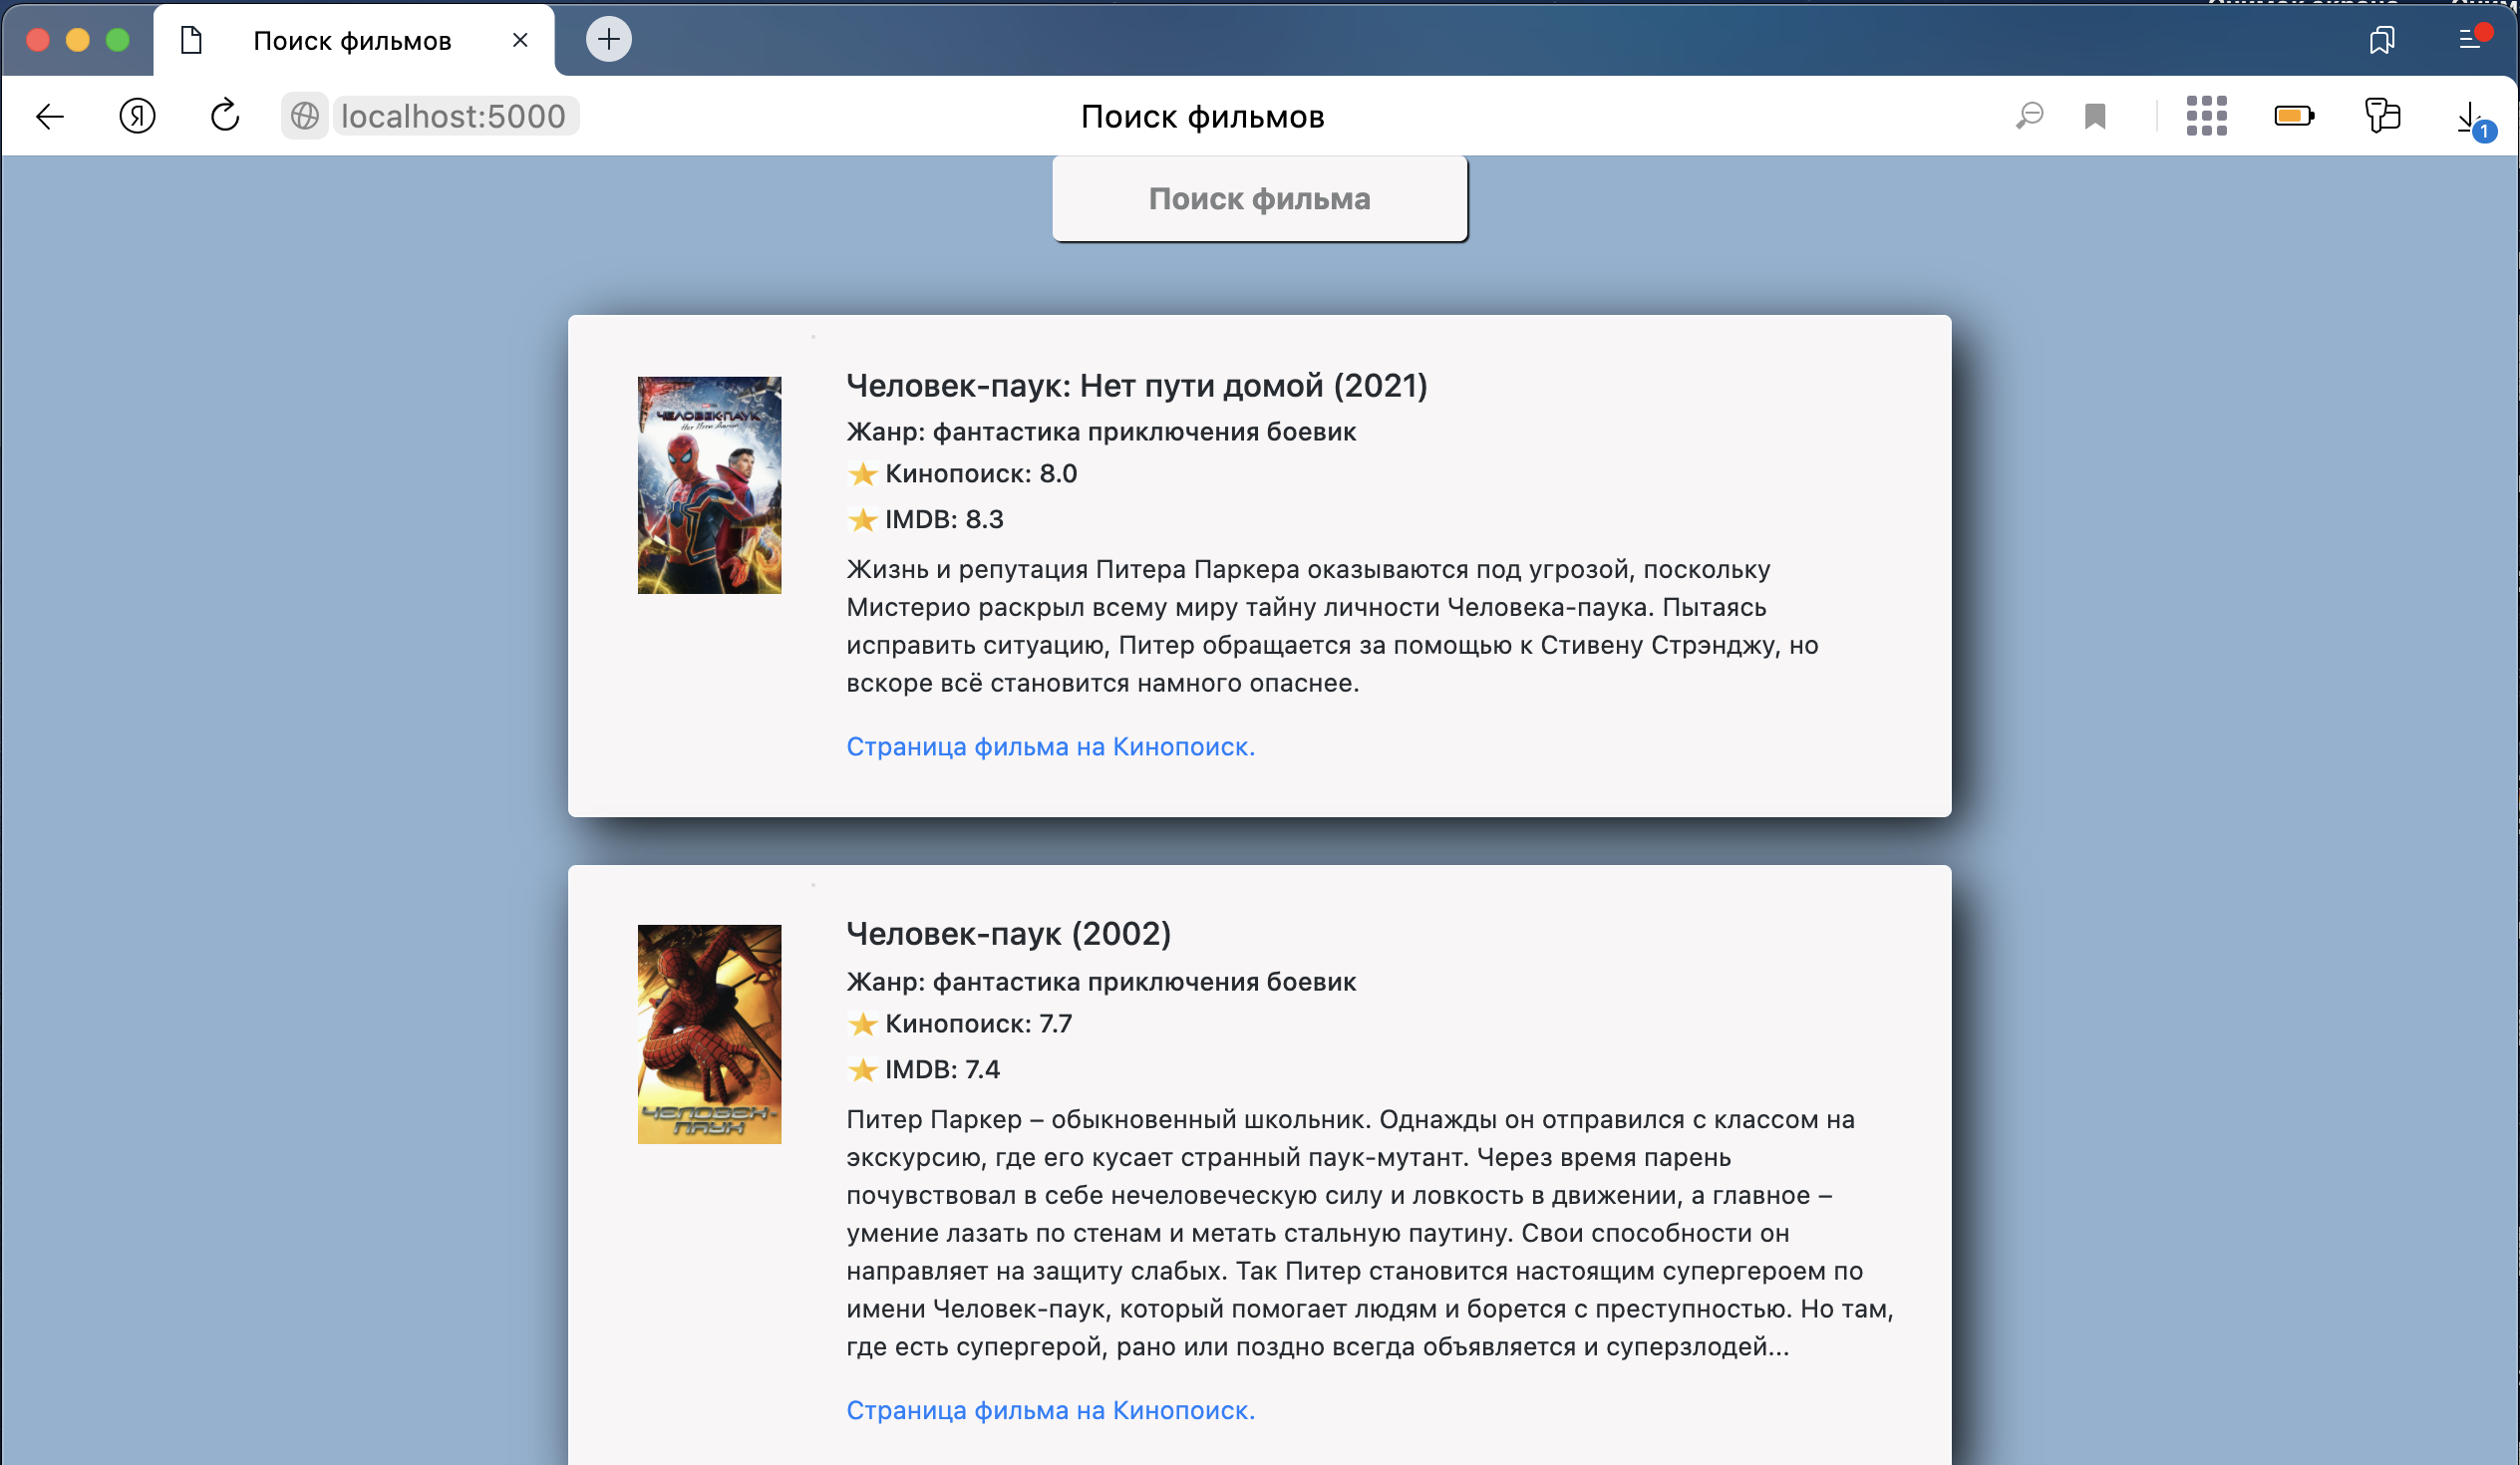 Поиск фильмов
localhost:5000
Поиск фильмов
1
Поиск фильма
ЧЕЛОВЕК-ПАУК
Нет пути домой
Человек-паук: Нет пути домой (2021)
Жанр: фантастика приключения боевик
Кинопоиск: 8.0
IMDB: 8.3
Жизнь и репутация Питера Паркера оказываются под угрозой, поскольку
Мистерио раскрыл всему миру тайну личности Человека-паука. Пытаясь
исправить ситуацию, Питер обращается за помощью к Стивену Стрэнджу, но
вскоре всё становится намного опаснее.
Страница фильма на Кинопоиск.
ЧЕЛОВЕК-
ПАУК
Человек-паук (2002)
Жанр: фантастика приключения боевик
Кинопоиск: 7.7
IMDB: 7.4
Питер Паркер – обыкновенный школьник. Однажды он отправился с классом на
экскурсию, где его кусает странный паук-мутант. Через время парень
почувствовал в себе нечеловеческую силу и ловкость в движении, а главное –
умение лазать по стенам и метать стальную паутину. Свои способности он
направляет на защиту слабых. Так Питер становится настоящим супергероем по
имени Человек-паук, который помогает людям и борется с преступностью. Но там,
где есть супергерой, рано или поздно всегда объявляется и суперзлодей...
Страница фильма на Кинопоиск.